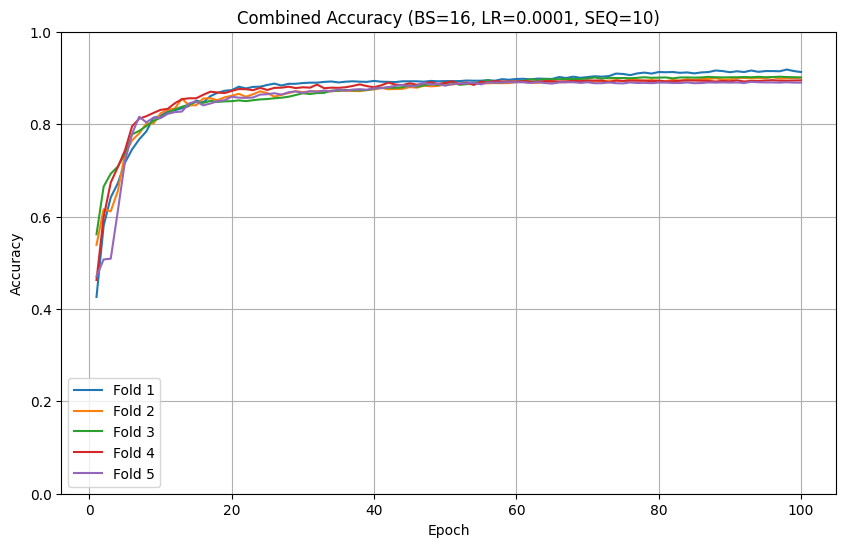 Combined Accuracy (BS=16, LR=0.0001, SEQ=10)
1.0
0.8
0.6
0.4
0.2
0.0
Accuracy
Fold 1
Fold 2
Fold 3
Fold 4
Fold 5
0 20 40 60 80 100
Epoch